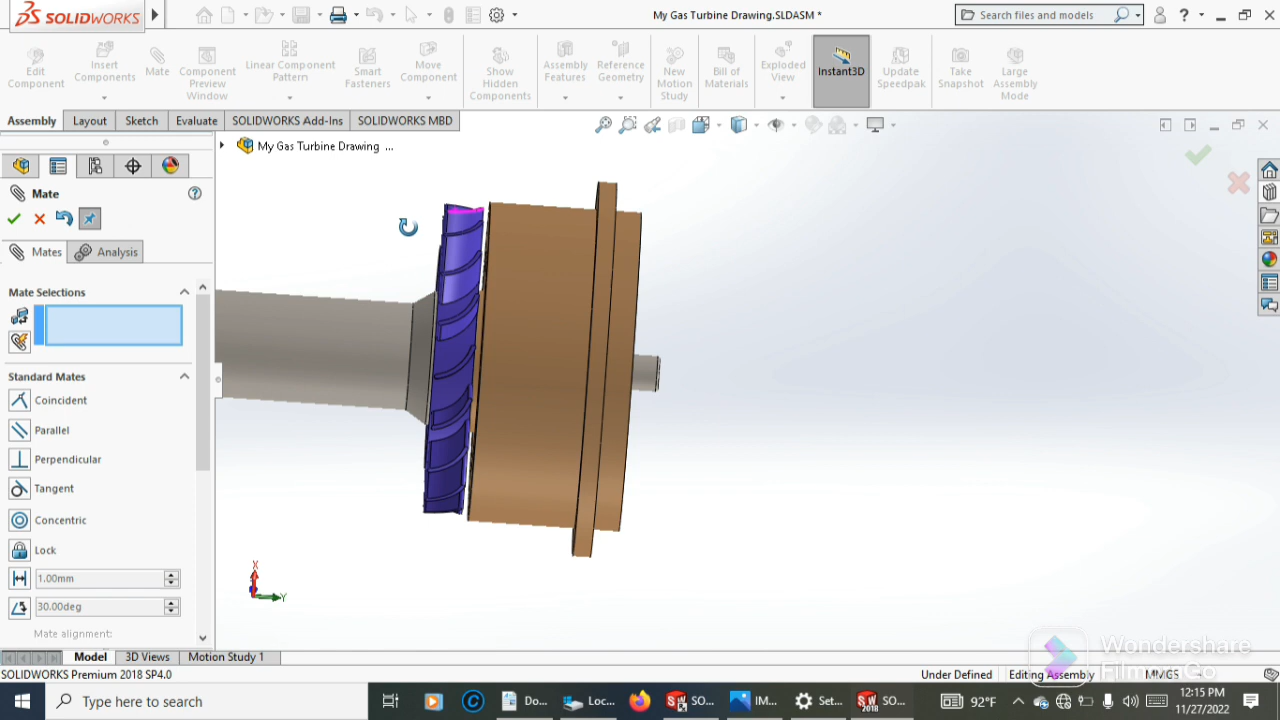 SOLIDWORKS
My Gas Turbine Drawing.SLDASM *
Search files and models
?
Edit Component
Insert Components
Mate
Component Preview Window
Linear Component Pattern
Smart Fasteners
Move Component
Show Hidden Components
Assembly Features
Reference Geometry
New Motion Study
Bill of Materials
Exploded View
Instant3D
Update Speedpak
Take Snapshot
Large Assembly Mode
Assembly Layout Sketch Evaluate SOLIDWORKS Add-Ins SOLIDWORKS MBD
My Gas Turbine Drawing ...
Mate
Mates Analysis
Mate Selections
Standard Mates
Coincident
Parallel
Perpendicular
Tangent
Concentric
Lock
1.00mm
30.00deg
Mate alignment:
X
Y
Model 3D Views Motion Study 1
Wondershare
SOLIDWORKS Premium 2018 SP4.0
Under Defined Editing Assembly MMGS
Type here to search
Do... Loc... SO... IM... Set... SO...
92°F
12:15 PM
11/27/2022